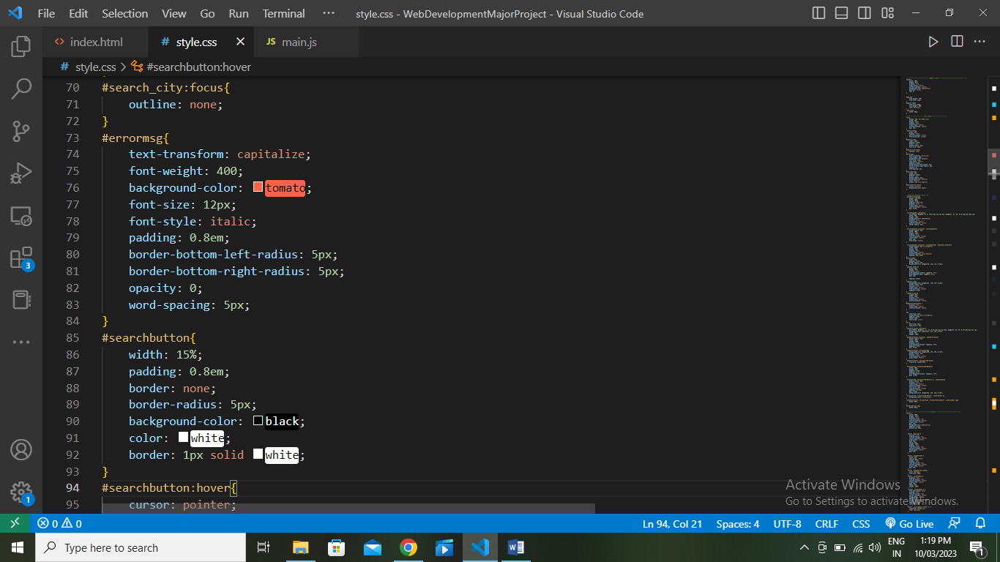 File Edit Selection View Go Run Terminal ··· style.css - WebDevelopmentMajorProject - Visual Studio Code
<> index.html # style.css JS main.js
# style.css > #searchbutton:hover
70 #search_city:focus{
71 outline: none;
72 }
73 #errormsg{
74 text-transform: capitalize;
75 font-weight: 400;
76 background-color: tomato;
77 font-size: 12px;
78 font-style: italic;
79 padding: 0.8em;
80 border-bottom-left-radius: 5px;
81 border-bottom-right-radius: 5px;
82 opacity: 0;
83 word-spacing: 5px;
84 }
85 #searchbutton{
86 width: 15%;
87 padding: 0.8em;
88 border: none;
89 border-radius: 5px;
90 background-color: black;
91 color: white;
92 border: 1px solid white;
93 }
94 #searchbutton:hover{
95 cursor: pointer;
3
1
Activate Windows
Go to Settings to activate Windows.
0 0 Ln 94, Col 21 Spaces: 4 UTF-8 CRLF CSS Go Live
Type here to search
W
ENG
IN
1:19 PM
10/03/2023
1